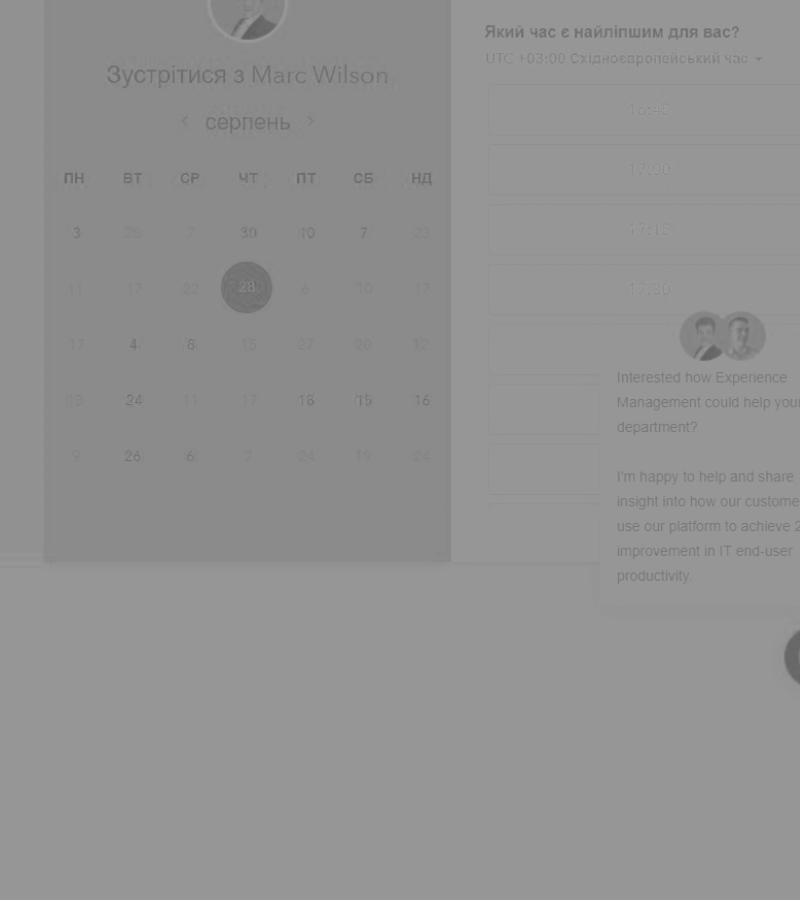 Зустрітися з Marc Wilson
серпень
ПН ВТ СР ЧТ ПТ СБ НД
3 26 7 30 10 7 23
11 17 22 28 6 10 17
17 4 6 15 27 20 12
24 11 17 18 15 16
9 26 6 2 24 19 24
Який час є найліпшим для вас?
UTC +03:00 Східноєвропейський час
16:45
17:00
17:15
17:30
Interested how Experience
Management could help your
department?
I'm happy to help and share
insight into how our custome
use our platform to achieve 2
improvement in IT end-user
productivity.